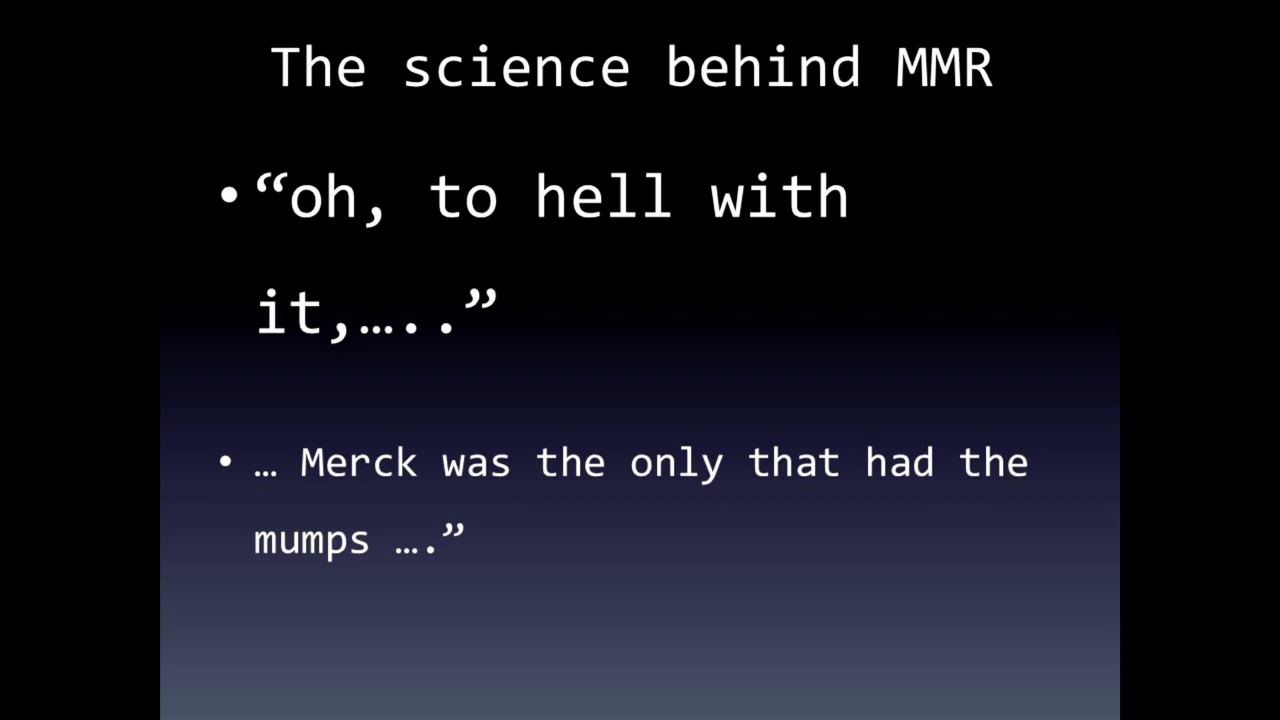 The science behind MMR
• “oh, to hell with
it,…..”
• … Merck was the only that had the
mumps ….”